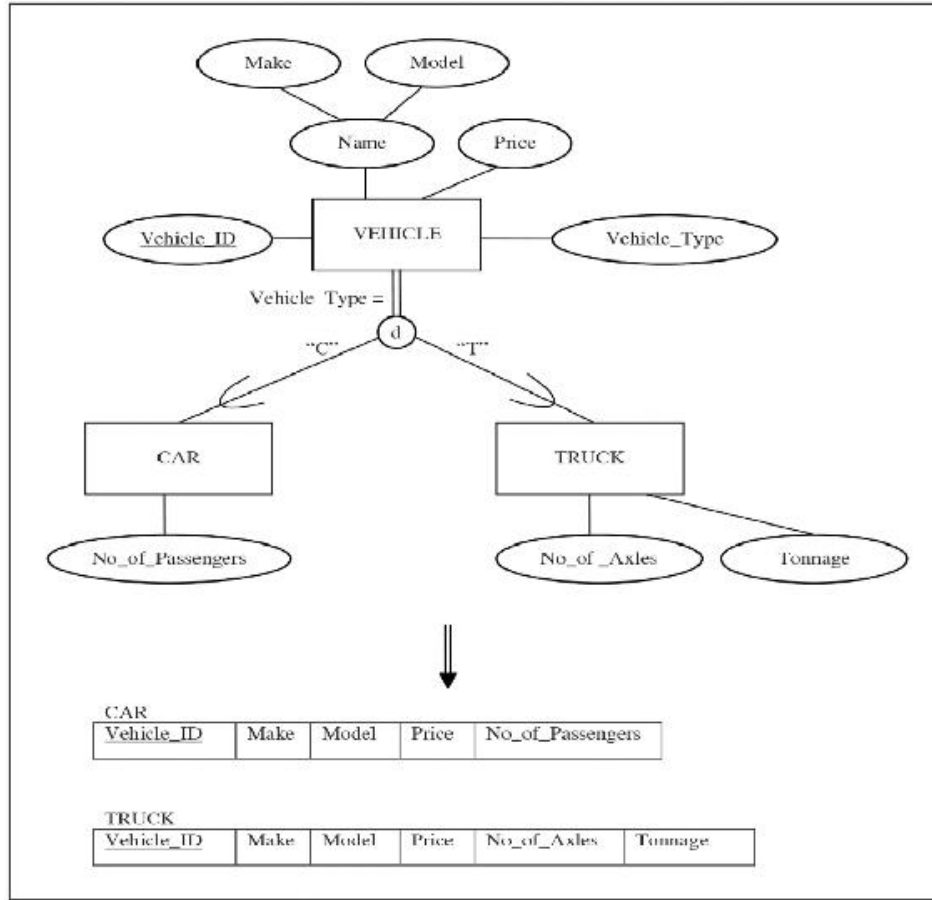 Make Model
Name Price
Vehicle_ID VEHICLE Vehicle_Type
Vehicle Type =
d
“C” “T”
CAR TRUCK
No_of_Passengers No_of _Axles Tonnage
CAR
Vehicle_ID Make Model Price No_of_Passengers
TRUCK
Vehicle_ID Make Model Price No_of_Axles Tonnage